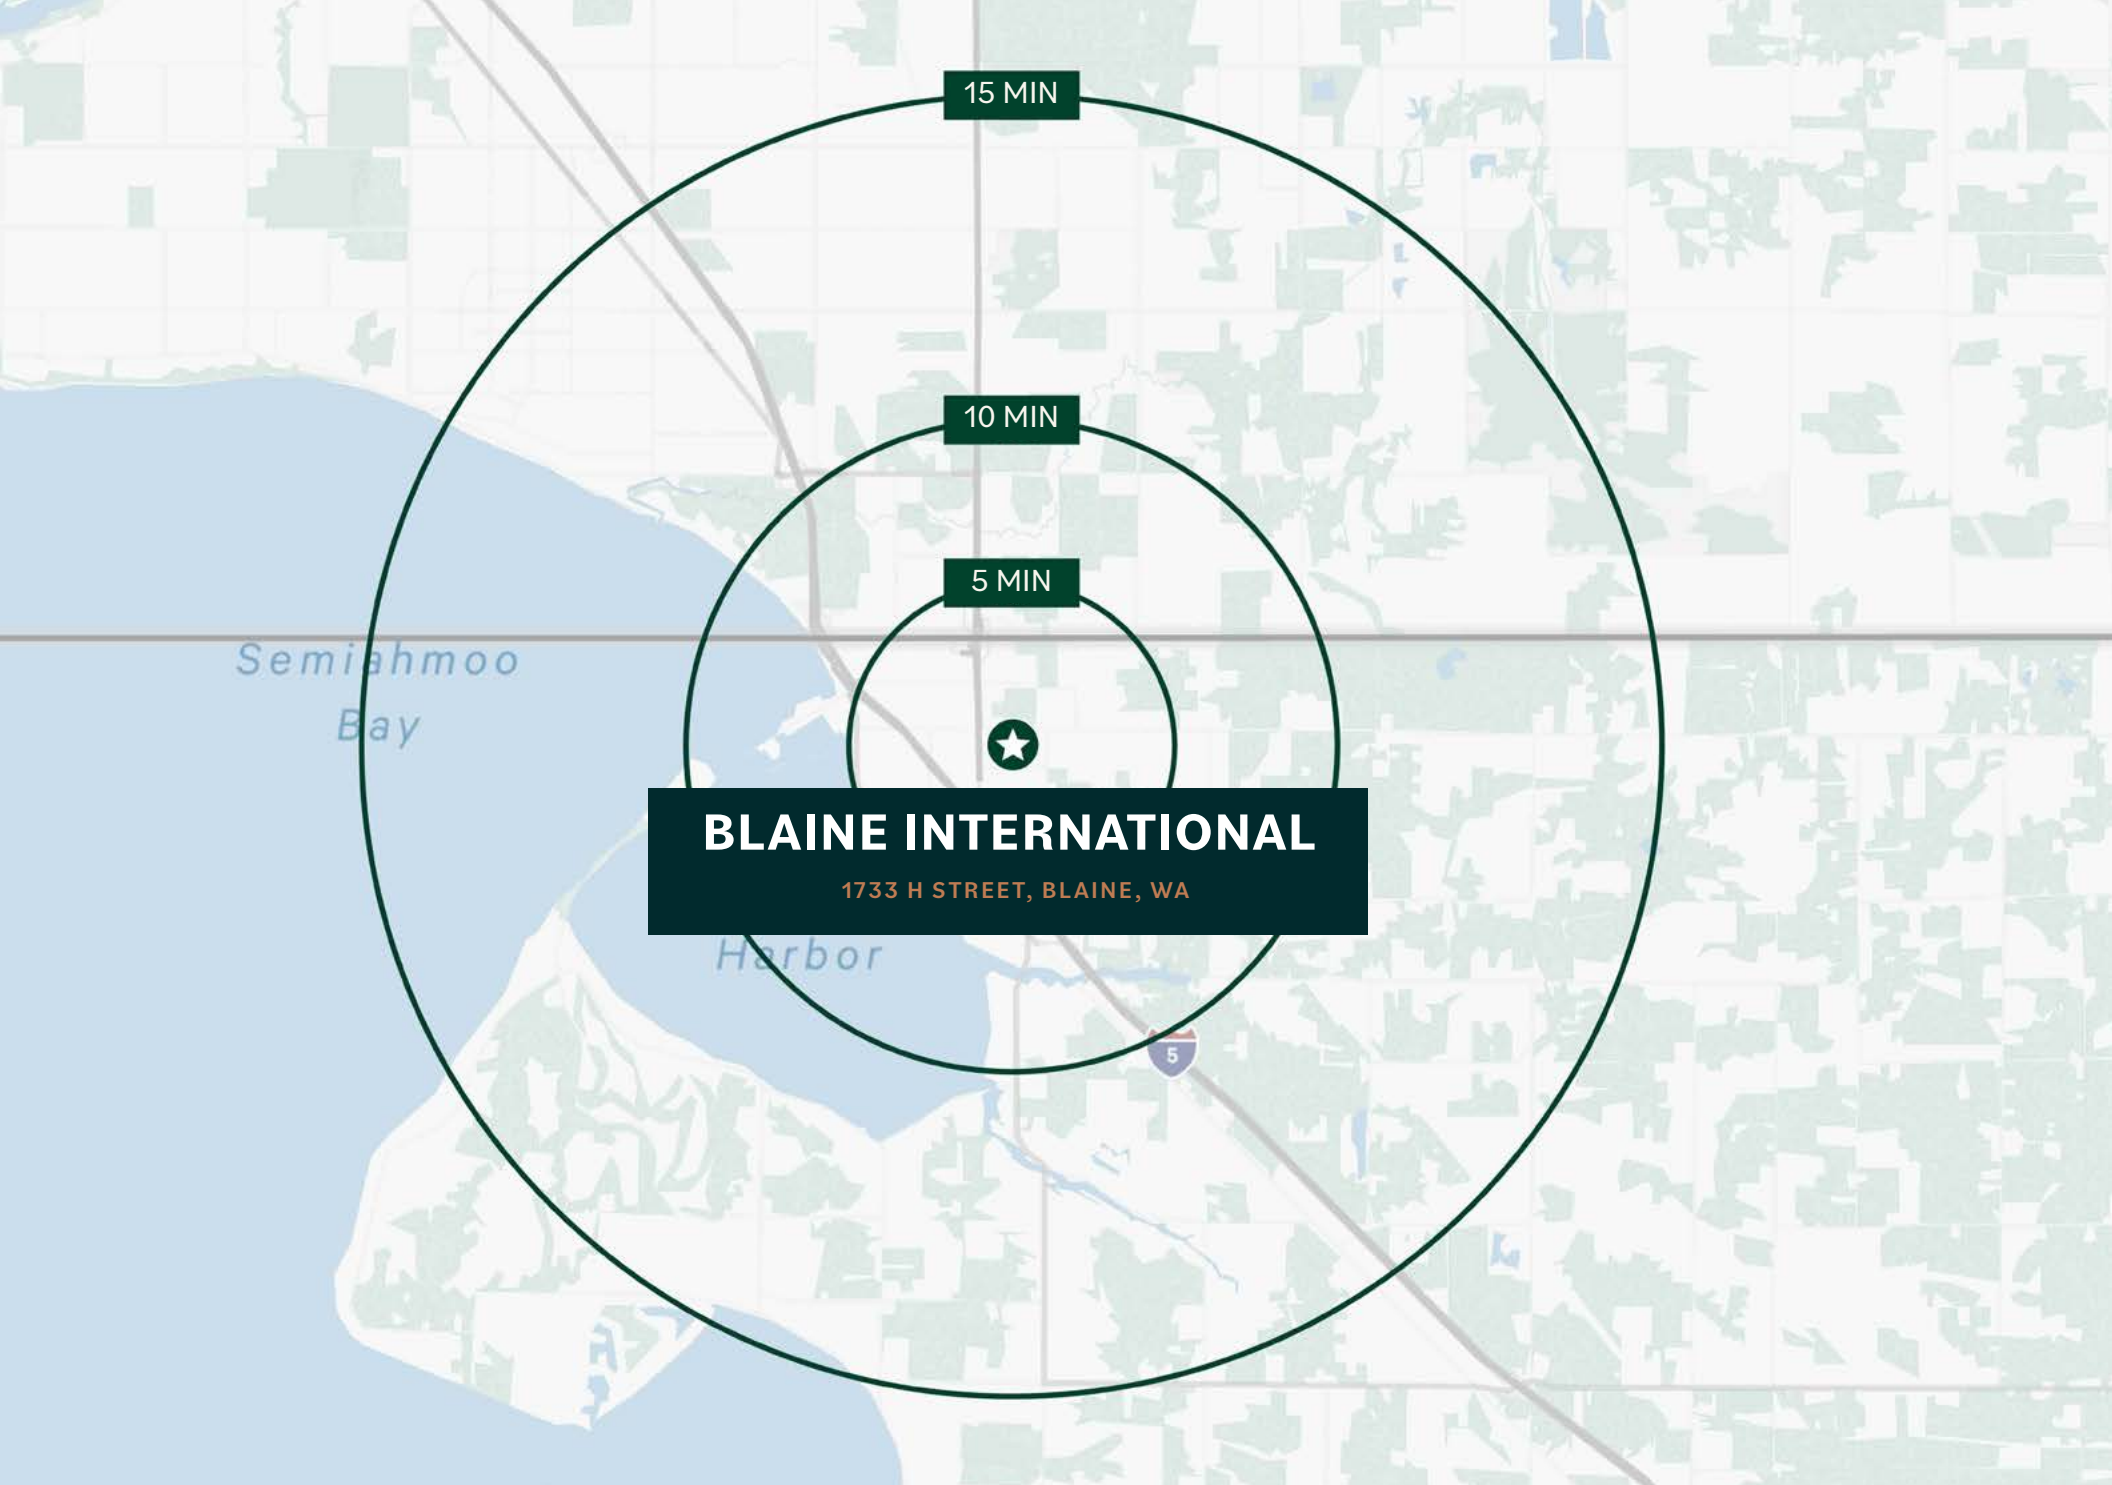 15 MIN
10 MIN
5 MIN
Semiahmoo
Bay
BLAINE INTERNATIONAL
1733 H STREET, BLAINE, WA
Harbor
5